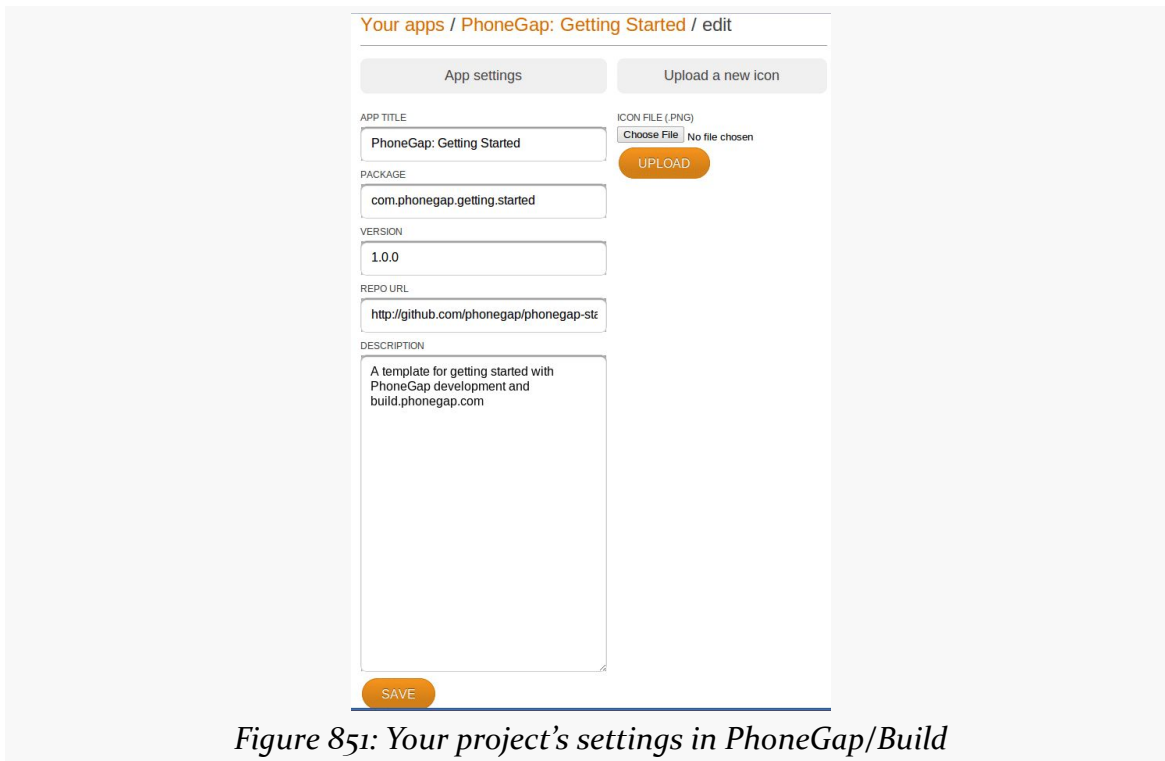 Your apps / PhoneGap: Getting Started / edit
App settings
Upload a new icon
APP TITLE
PhoneGap: Getting Started
PACKAGE
com.phonegap.getting.started
VERSION
1.0.0
REPO URL
http://github.com/phonegap/phonegap-sta
DESCRIPTION
A template for getting started with
PhoneGap development and
build.phonegap.com
SAVE
ICON FILE (.PNG)
Choose File No file chosen
UPLOAD
Figure 851: Your project’s settings in PhoneGap/Build